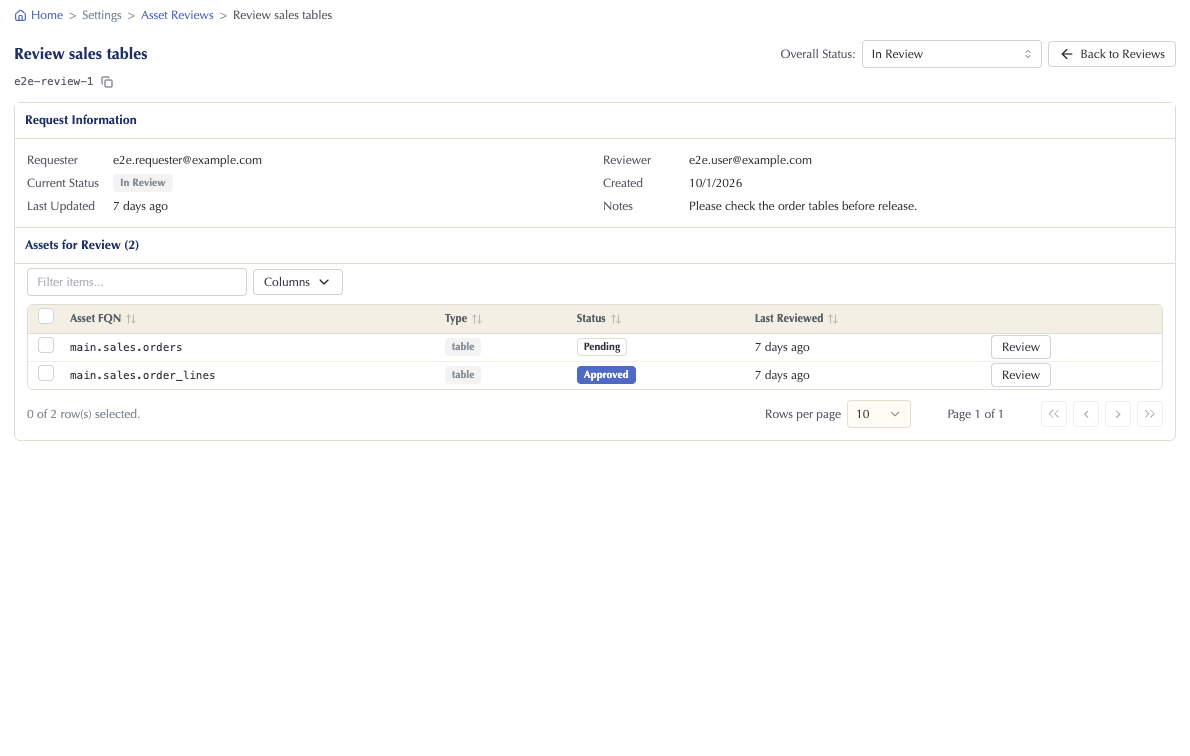 Home > Settings > Asset Reviews > Review sales tables
Review sales tables
Overall Status: In Review
Back to Reviews
e2e-review-1
Request Information
Requester e2e.requester@example.com
Reviewer e2e.user@example.com
Current Status In Review
Created 10/1/2026
Last Updated 7 days ago
Notes Please check the order tables before release.
Assets for Review (2)
Filter items...
Columns
Asset FQN Type Status Last Reviewed
main.sales.orders table Pending 7 days ago Review
main.sales.order_lines table Approved 7 days ago Review
0 of 2 row(s) selected.
Rows per page 10
Page 1 of 1